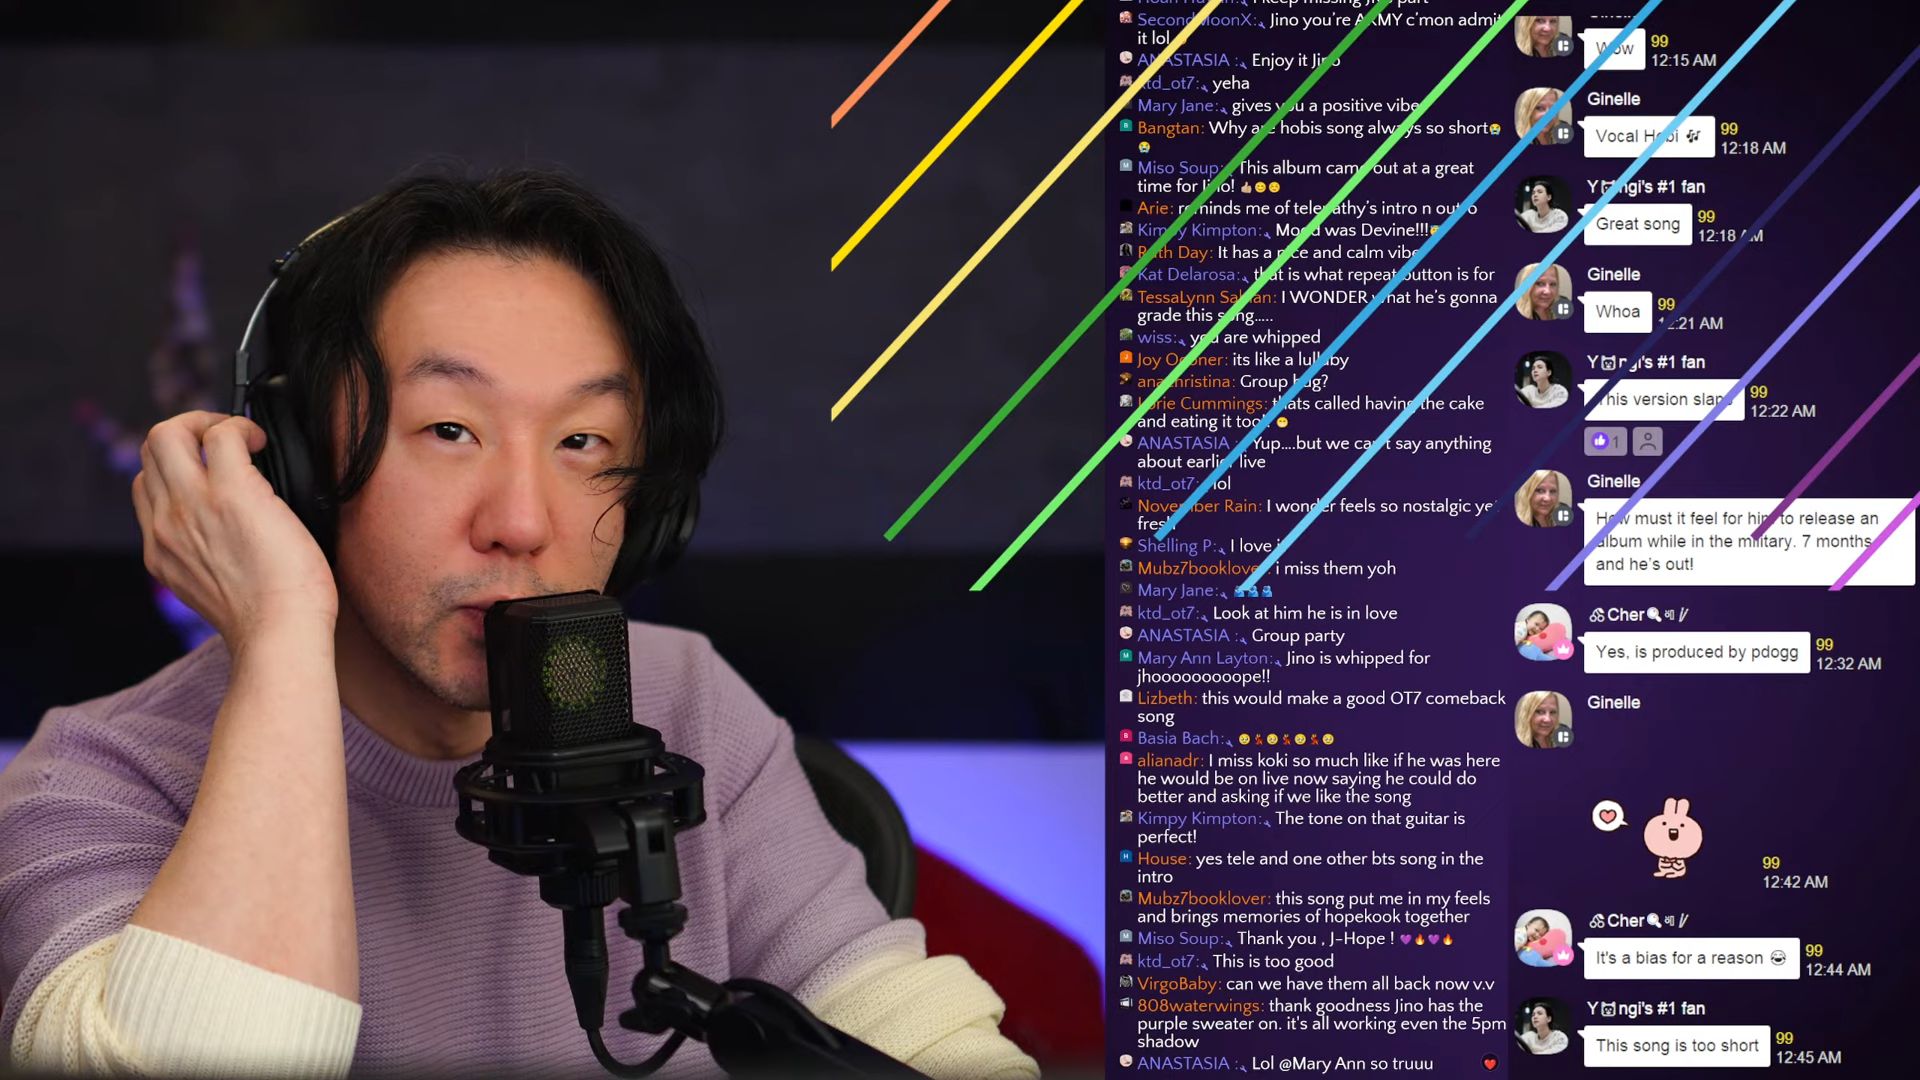 SecondMoonX: Jino you're ARMY c'mon admit
it lol
ANASTASIA : Enjoy it Jino
ktd_ot7: yeha
Mary Jane: gives you a positive vibe
Bangtan: Why are hobis song always so short😭
😭
Miso Soup: This album came out at a great
time for Jino! 👍😊😊
Arie: reminds me of telepathy's intro n outro
Kimpy Kimpton: Mood was Devine!!!
Ruth Day: It has a nice and calm vibe
Kat Delarosa: that is what repeat button is for
TessaLynn: I WONDER what he's gonna
grade this song.....
wiss: you are whipped
Joy Oconer: its like a lullaby
anachristina: Group hug?
Lorie Cummings: thats called having the cake
and eating it too! 😁
ANASTASIA : Yup....but we can't say anything
about earlier live
ktd_ot7: lol
November Rain: I wonder feels so nostalgic yet
fresh
Shelling P: I love it
Mubz7booklover: i miss them yoh
Mary Jane: 🫂🫂🫂
ktd_ot7: Look at him he is in love
ANASTASIA : Group party
Mary Ann Layton: Jino is whipped for
jhoooooooooope!!
Lizbeth: this would make a good OT7 comeback
song
Basia Bach: 🥹💃🥹💃🥹💃🥹
alianadr: I miss koki so much like if he was here
he would be on live now saying he could do
better and asking if we like the song
Kimpy Kimpton: The tone on that guitar is
perfect!
House: yes tele and one other bts song in the
intro
Mubz7booklover: this song put me in my feels
and brings memories of hopekook together
Miso Soup: Thank you , J-Hope ! 💜🔥💜🔥
ktd_ot7: This is too good
VirgoBaby: can we have them all back now v.v
808waterwings: thank goodness Jino has the
purple sweater on. it's all working even the 5pm
shadow
ANASTASIA : Lol @Mary Ann so truuu
Ginelle
Wow 99
12:15 AM
Ginelle
Vocal Hobi 🎶 99
12:18 AM
Y🐱ngi's #1 fan
Great song 99
12:18 AM
Ginelle
Whoa 99
12:21 AM
Y🐱ngi's #1 fan
This version slaps 99
12:22 AM
1
Ginelle
How must it feel for him to release an
album while in the military. 7 months
and he's out!
Cher
Yes, is produced by pdogg 99
12:32 AM
Ginelle
99
12:42 AM
Cher
It's a bias for a reason 😂 99
12:44 AM
Y🐱ngi's #1 fan
This song is too short 99
12:45 AM